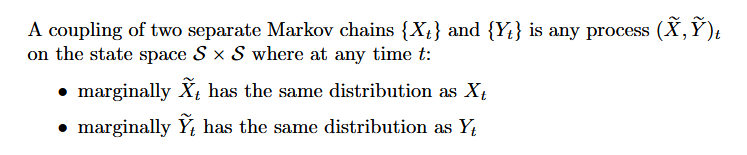 A coupling of two separate Markov chains {X_t} and {Y_t} is any process (X̃, Ỹ)_t
on the state space 𝒮 × 𝒮 where at any time t:
• marginally X̃_t has the same distribution as X_t
• marginally Ỹ_t has the same distribution as Y_t